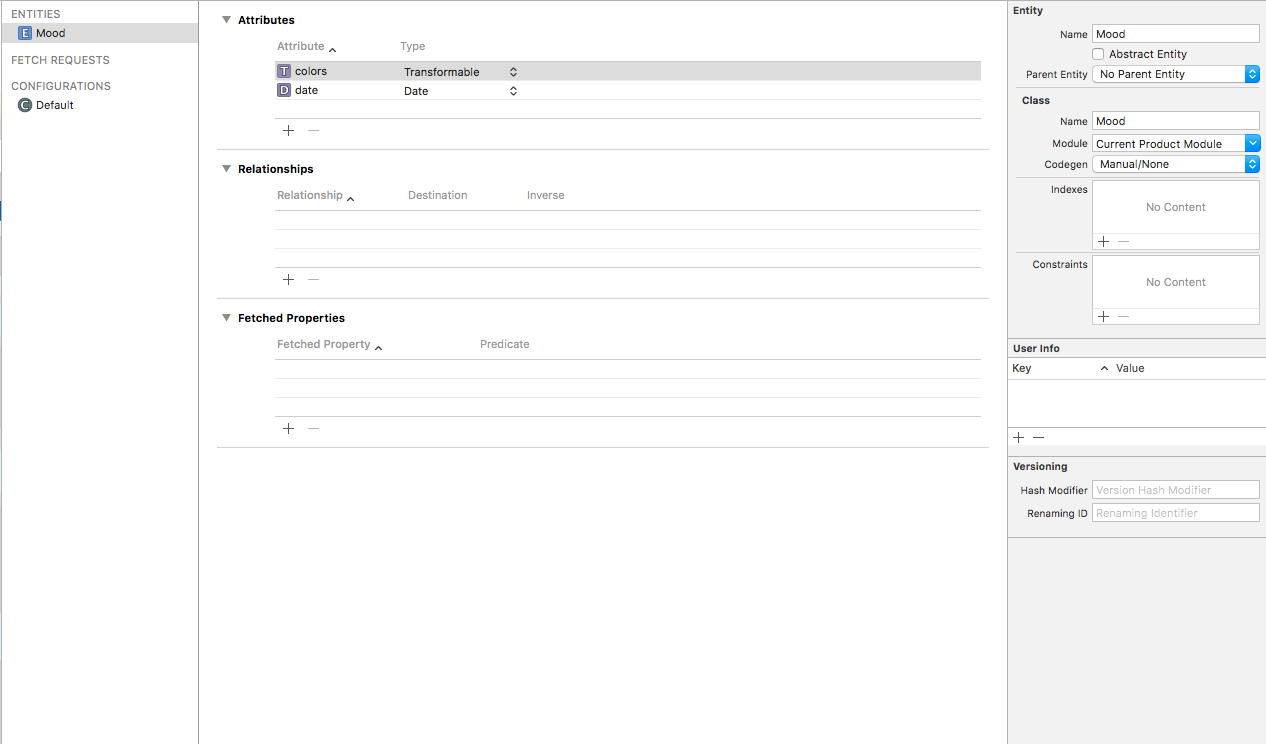 ENTITIES
E Mood
FETCH REQUESTS
CONFIGURATIONS
C Default
Attributes
Attribute Type
T colors Transformable
D date Date
Relationships
Relationship Destination Inverse
Fetched Properties
Fetched Property Predicate
Entity
Name Mood
Abstract Entity
Parent Entity No Parent Entity
Class
Name Mood
Module Current Product Module
Codegen Manual/None
Indexes
No Content
Constraints
No Content
User Info
Key Value
Versioning
Hash Modifier Version Hash Modifier
Renaming ID Renaming Identifier